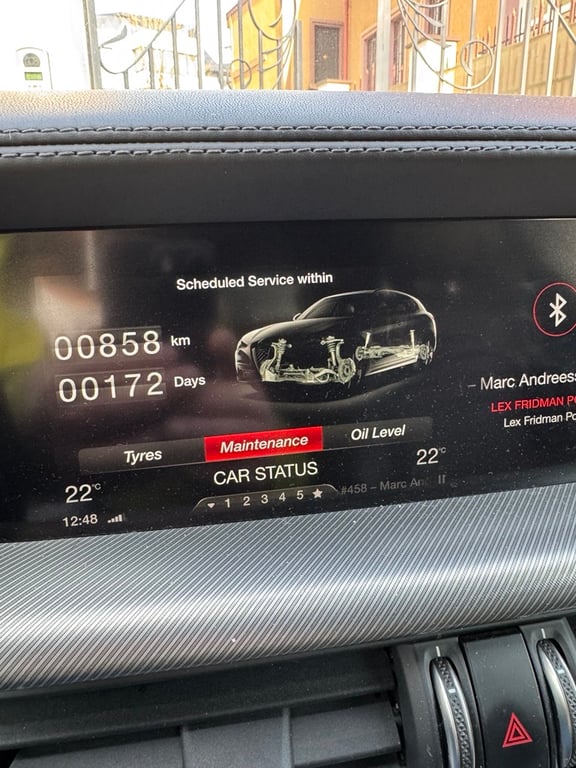 Scheduled Service within
00858 km
00172 Days
– Marc Andrees
LEX FRIDMAN PO
Lex Fridman Po
Tyres Maintenance Oil Level
CAR STATUS
22°C
22°C
1 2 3 4 5
#458 – Marc An
12:48